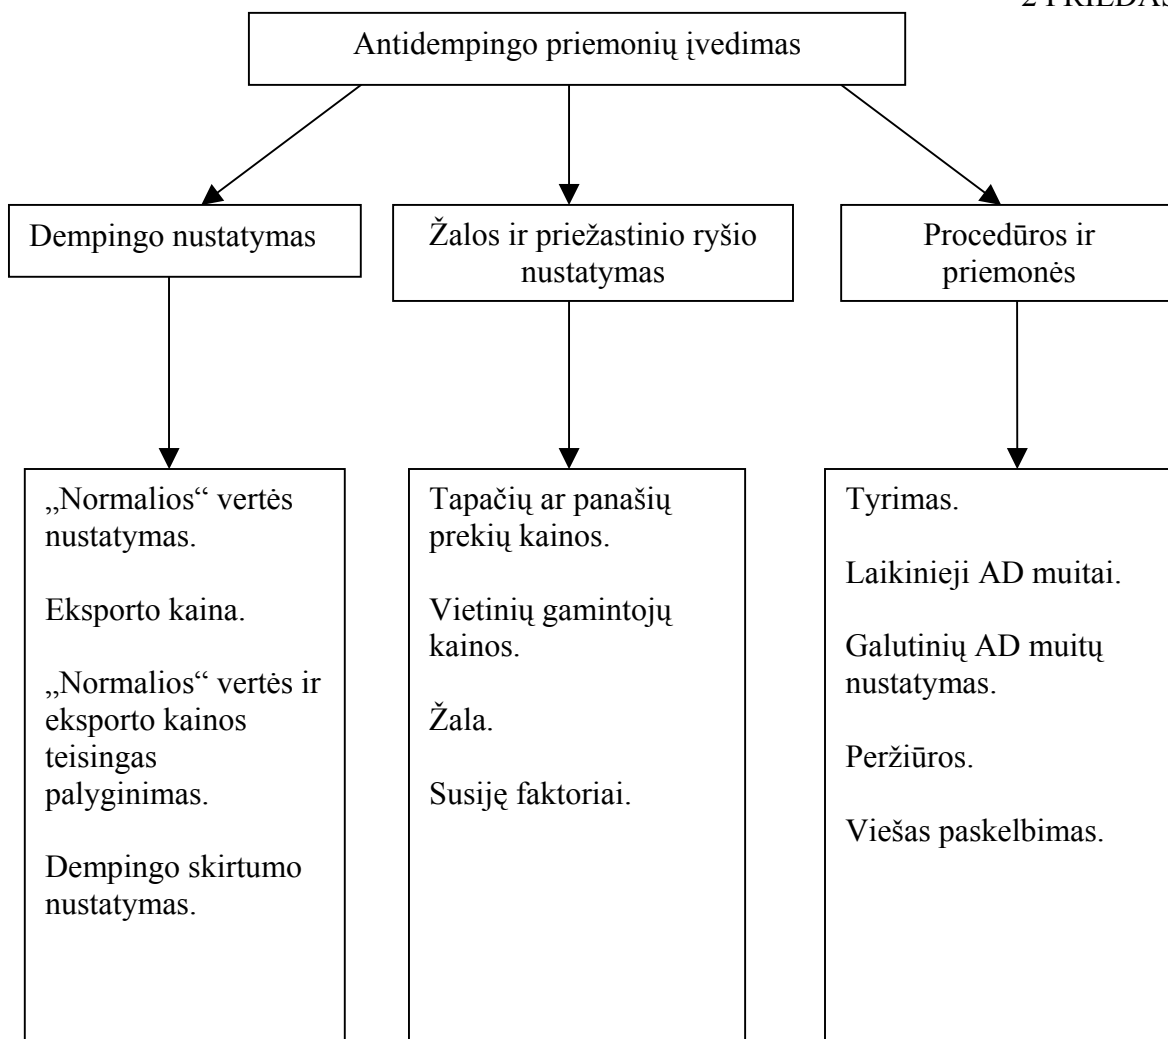 2 PRIEDAS
Antidempingo priemonių įvedimas
Dempingo nustatymas
Žalos ir priežastinio ryšio
nustatymas
Procedūros ir
priemonės
„Normalios“ vertės
nustatymas.
Eksporto kaina.
„Normalios“ vertės ir
eksporto kainos
teisingas
palyginimas.
Dempingo skirtumo
nustatymas.
Tapačių ar panašių
prekių kainos.
Vietinių gamintojų
kainos.
Žala.
Susiję faktoriai.
Tyrimas.
Laikinieji AD muitai.
Galutinių AD muitų
nustatymas.
Peržiūros.
Viešas paskelbimas.